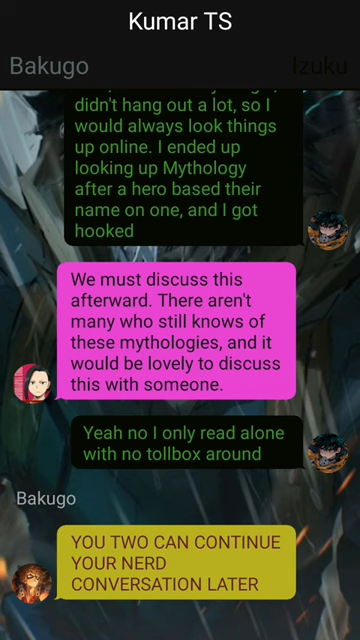 Kumar TS
Bakugo
Izuku
didn't hang out a lot, so I
would always look things
up online. I ended up
looking up Mythology
after a hero based their
name on one, and I got
hooked
We must discuss this
afterward. There aren't
many who still knows of
these mythologies, and it
would be lovely to discuss
this with someone.
Yeah no I only read alone
with no tollbox around
Bakugo
YOU TWO CAN CONTINUE
YOUR NERD
CONVERSATION LATER